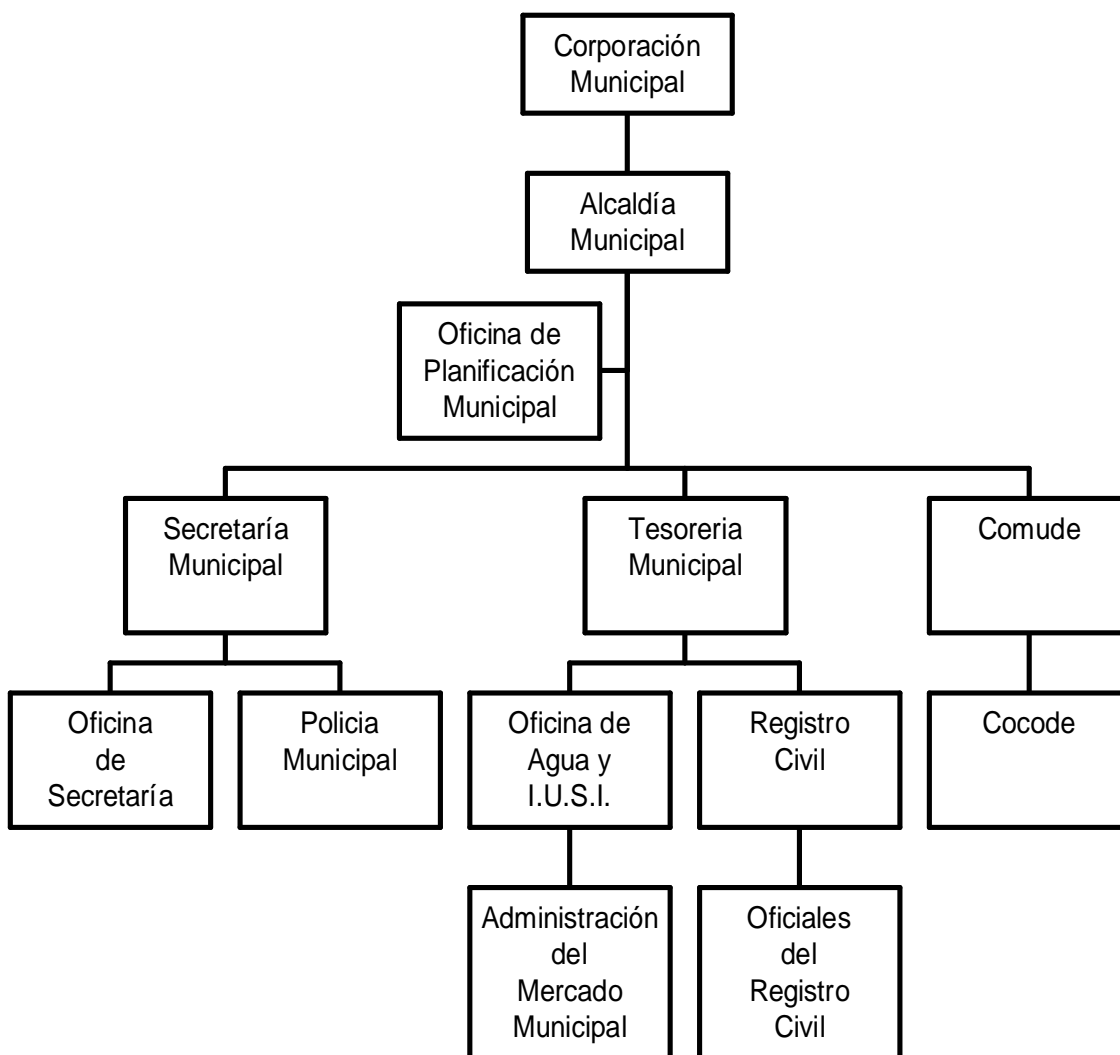 Corporación
Municipal
Alcaldía
Municipal
Oficina de
Planificación
Municipal
Secretaría
Municipal
Tesoreria
Municipal
Comude
Oficina
de
Secretaría
Policia
Municipal
Oficina de
Agua y
I.U.S.I.
Registro
Civil
Cocode
Administración
del
Mercado
Municipal
Oficiales
del
Registro
Civil